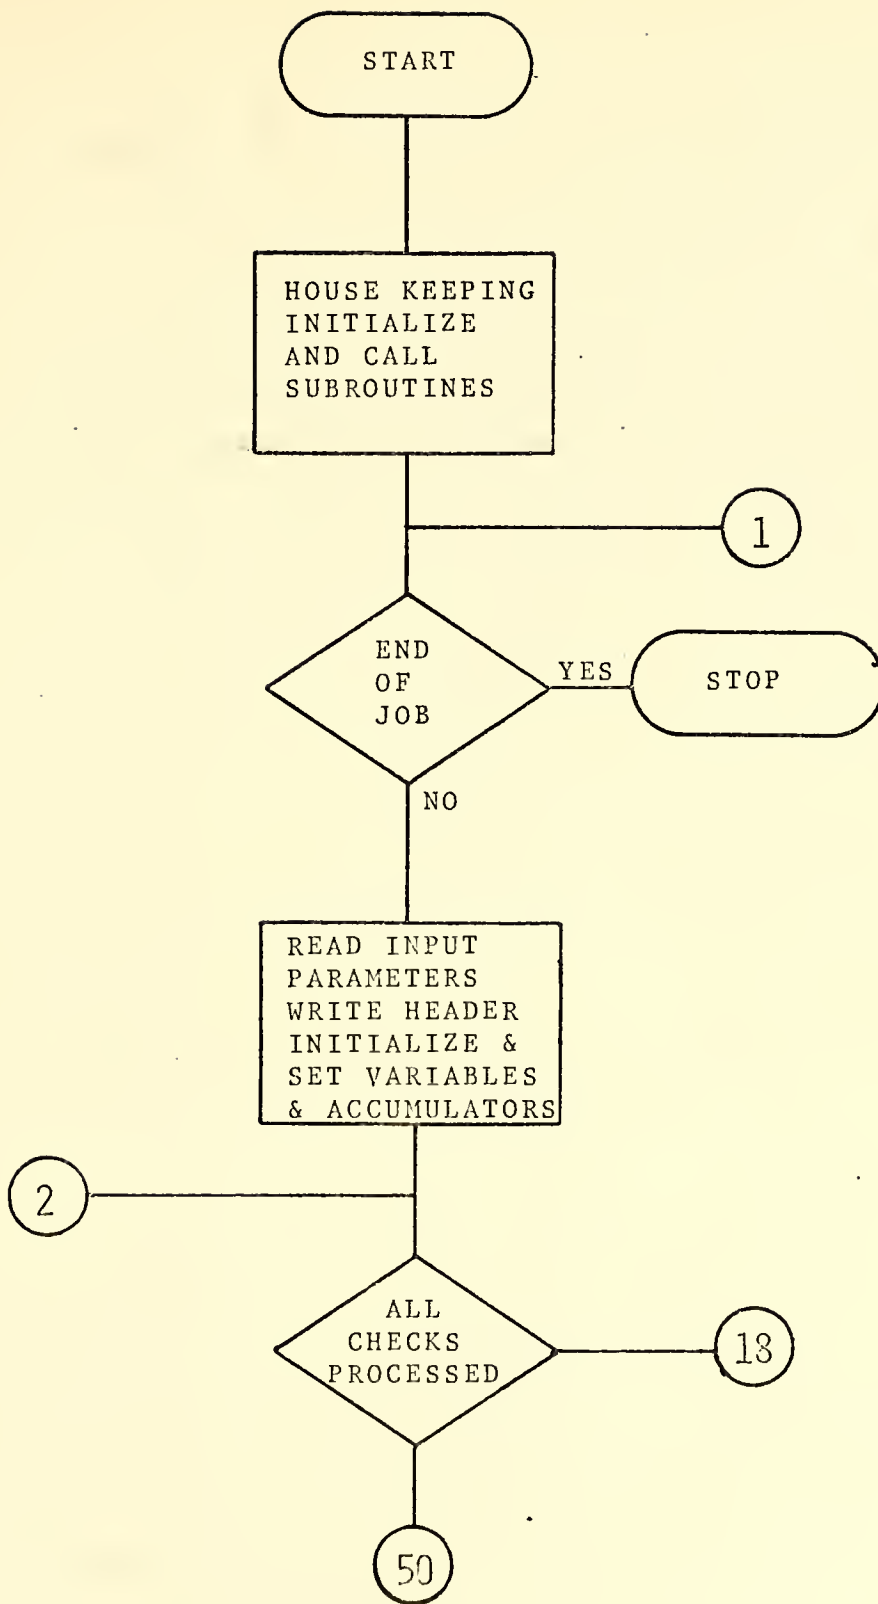 START
HOUSE KEEPING
INITIALIZE
AND CALL
SUBROUTINES
1
END
OF
JOB
YES
STOP
NO
READ INPUT
PARAMETERS
WRITE HEADER
INITIALIZE &
SET VARIABLES
& ACCUMULATORS
2
ALL
CHECKS
PROCESSED
18
50